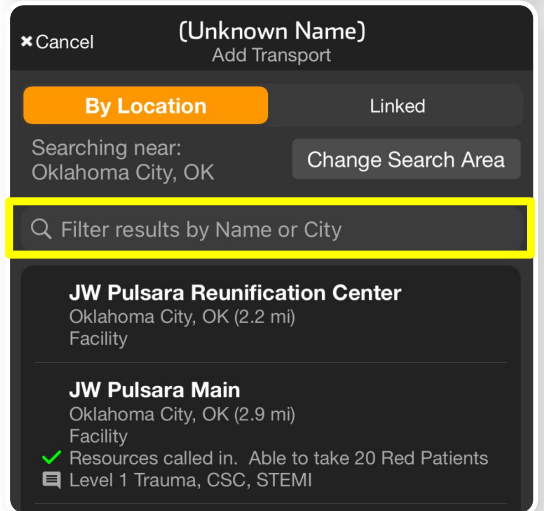 ✖Cancel
(Unknown Name)
Add Transport
By Location
Linked
Searching near:
Oklahoma City, OK
Change Search Area
Filter results by Name or City
JW Pulsara Reunification Center
Oklahoma City, OK (2.2 mi)
Facility
JW Pulsara Main
Oklahoma City, OK (2.9 mi)
Facility
Resources called in.  Able to take 20 Red Patients
Level 1 Trauma, CSC, STEMI